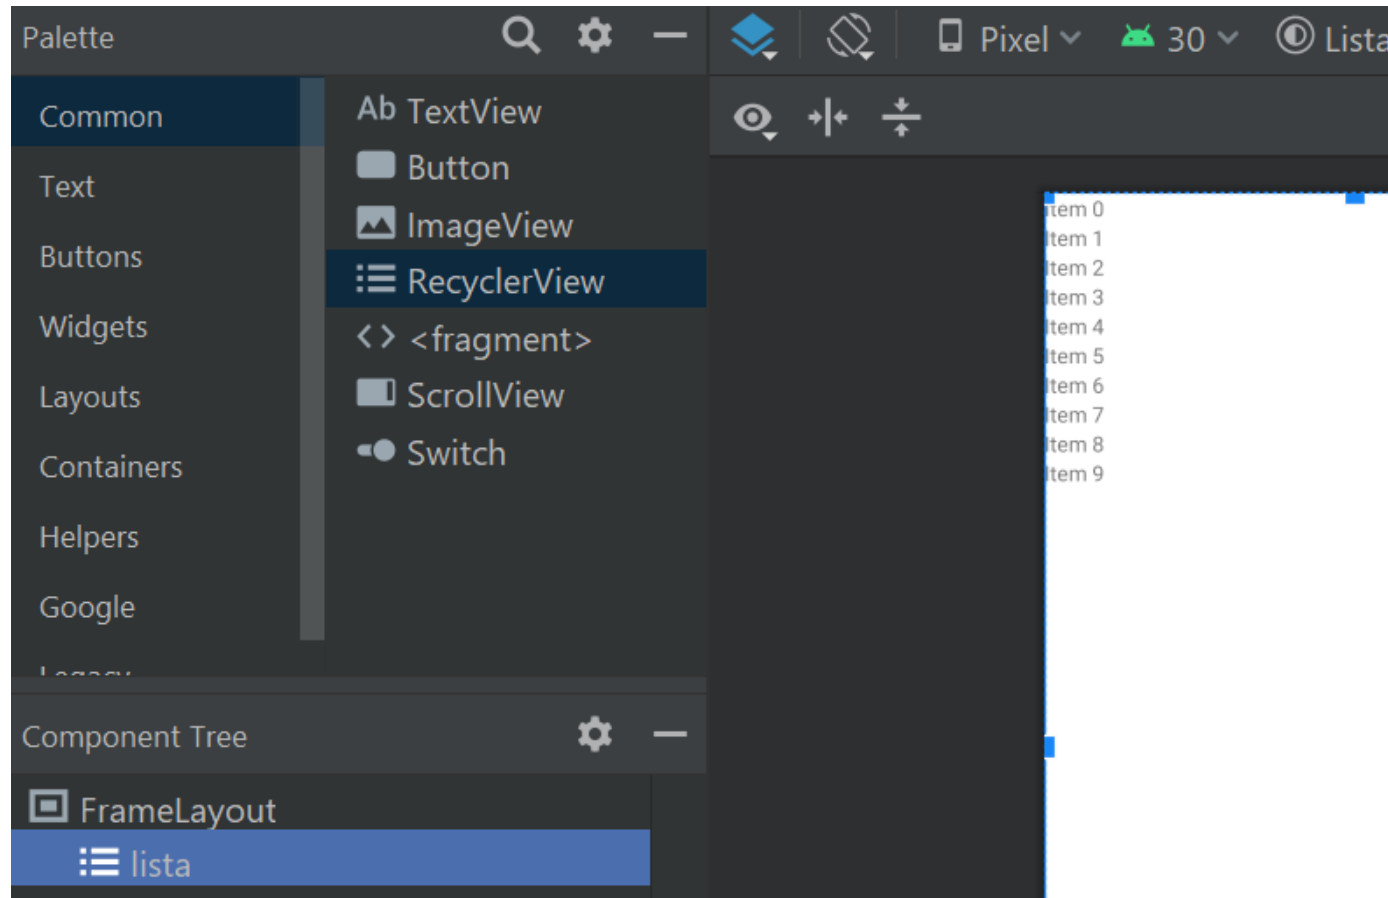 Palette
Pixel
30
Lista
Common
Text
Buttons
Widgets
Layouts
Containers
Helpers
Google
Legacy
Ab TextView
Button
ImageView
RecyclerView
<> <fragment>
ScrollView
Switch
Component Tree
FrameLayout
lista
Item 0
Item 1
Item 2
Item 3
Item 4
Item 5
Item 6
Item 7
Item 8
Item 9